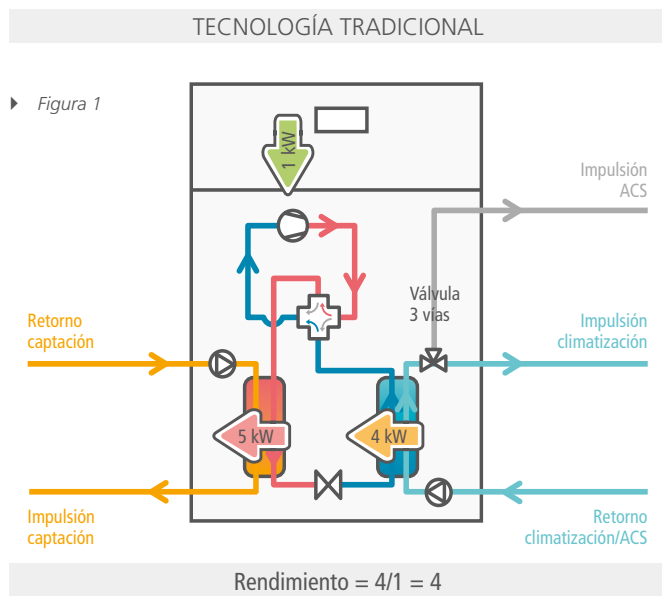 TECNOLOGÍA TRADICIONAL
Figura 1
1 kW
Impulsión
ACS
Válvula
3 vías
Retorno
captación
Impulsión
climatización
5 kW
4 kW
Impulsión
captación
Retorno
climatización/ACS
Rendimiento = 4/1 = 4